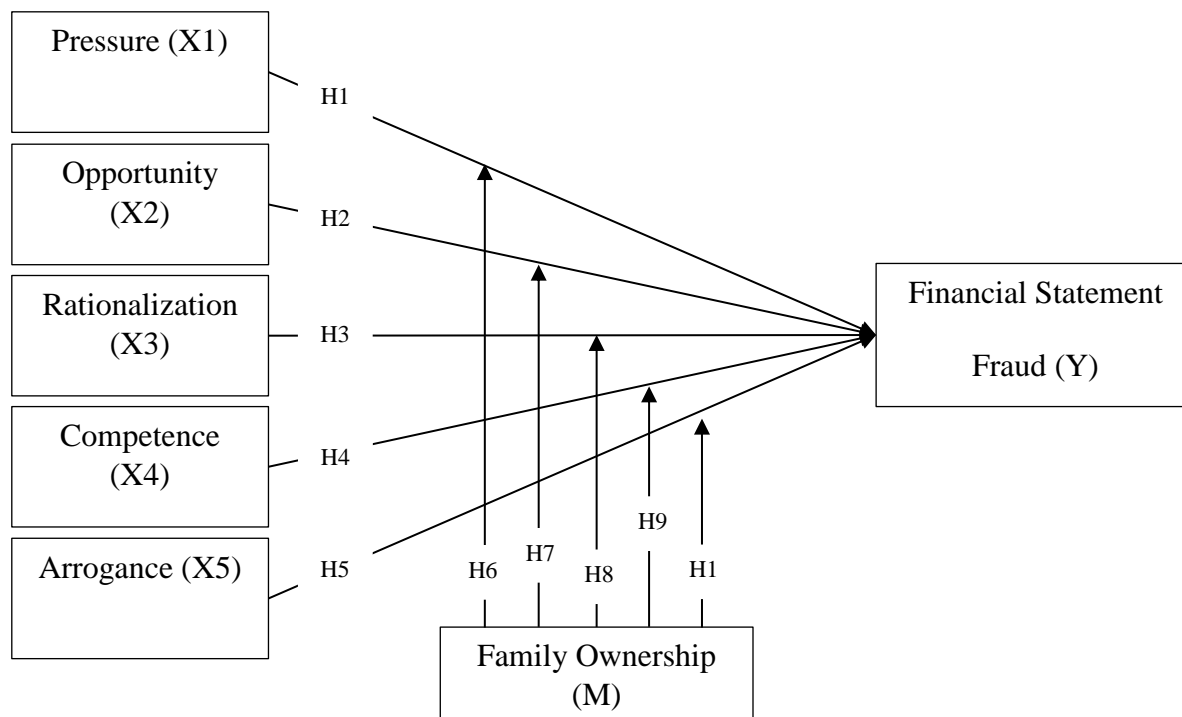 Pressure (X1)
H1
Opportunity
(X2)
H2
Rationalization
(X3)
H3
Financial Statement
Fraud (Y)
Competence
(X4)
H4
Arrogance (X5)
H5
H6
H7
H8
H9
H1
Family Ownership
(M)